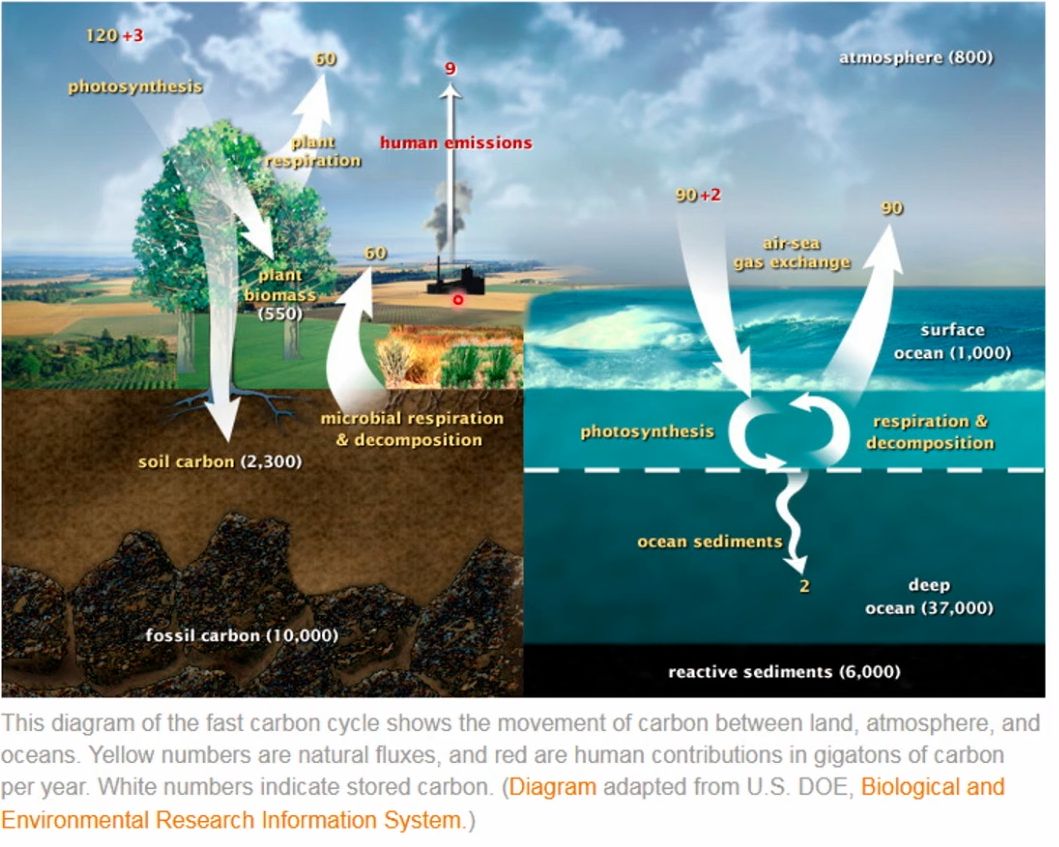 120 +3
photosynthesis
60
plant
respiration
9
human emissions
atmosphere (800)
90 +2
90
air-sea
gas exchange
60
plant
biomass
(550)
surface
ocean (1,000)
microbial respiration
& decomposition
soil carbon (2,300)
photosynthesis
respiration &
decomposition
ocean sediments
2
deep
ocean (37,000)
fossil carbon (10,000)
reactive sediments (6,000)
This diagram of the fast carbon cycle shows the movement of carbon between land, atmosphere, and
oceans. Yellow numbers are natural fluxes, and red are human contributions in gigatons of carbon
per year. White numbers indicate stored carbon. (Diagram adapted from U.S. DOE, Biological and
Environmental Research Information System.)